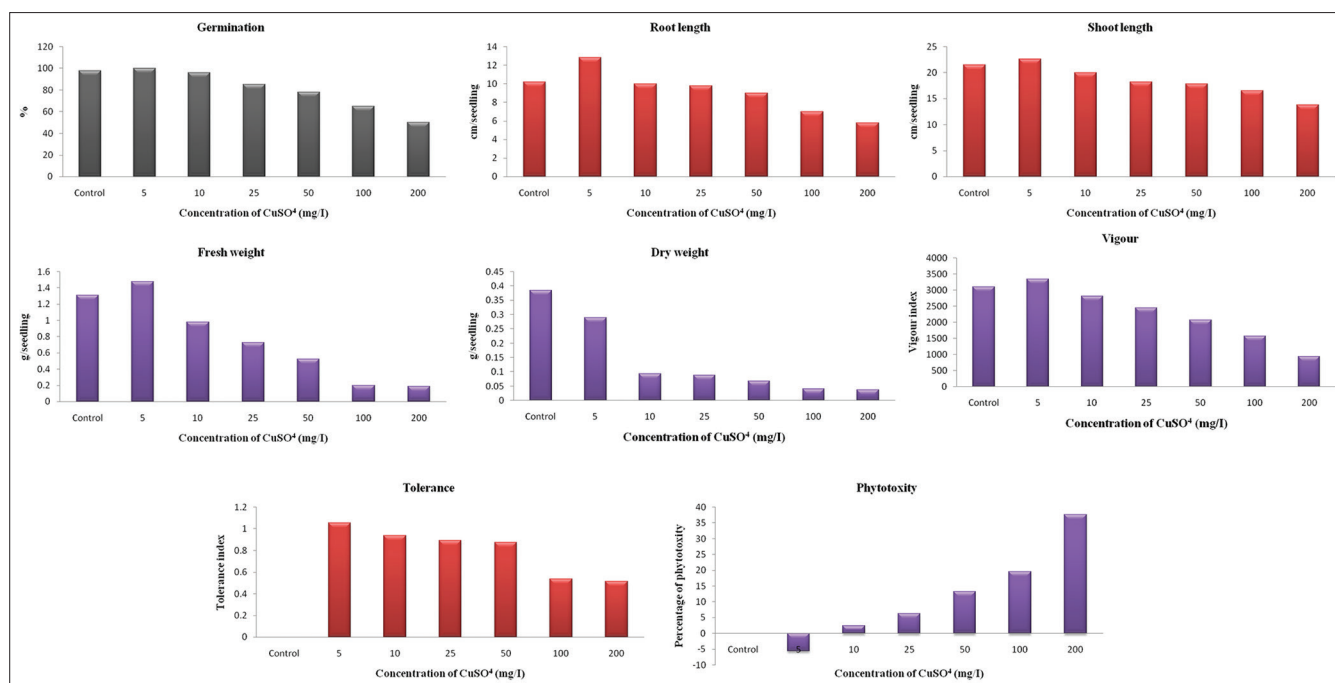 Germination
120
100
80
60
40
20
0
%
Control 5 10 25 50 100 200
Concentration of CuSO⁴ (mg/I)
Root length
14
12
10
8
6
4
2
0
cm/seedling
Control 5 10 25 50 100 200
Concentration of CuSO⁴ (mg/I)
Shoot length
25
20
15
10
5
0
cm/seedling
Control 5 10 25 50 100 200
Concentration of CuSO⁴ (mg/I)
Fresh weight
1.6
1.4
1.2
1
0.8
0.6
0.4
0.2
0
g/seedling
Control 5 10 25 50 100 200
Concentration of CuSO⁴ (mg/I)
Dry weight
0.45
0.4
0.35
0.3
0.25
0.2
0.15
0.1
0.05
0
g/seedling
Control 5 10 25 50 100 200
Concentration of CuSO⁴ (mg/I)
Vigour
4000
3500
3000
2500
2000
1500
1000
500
0
Vigour index
Control 5 10 25 50 100 200
Concentration of CuSO⁴ (mg/I)
Tolerance
1.2
1
0.8
0.6
0.4
0.2
0
Tolerance index
Control 5 10 25 50 100 200
Concentration of CuSO⁴ (mg/I)
Phytotoxity
40
35
30
25
20
15
10
5
0
-5
-10
Percentage of phytotoxity
Control 5 10 25 50 100 200
Concentration of CuSO⁴ (mg/I)